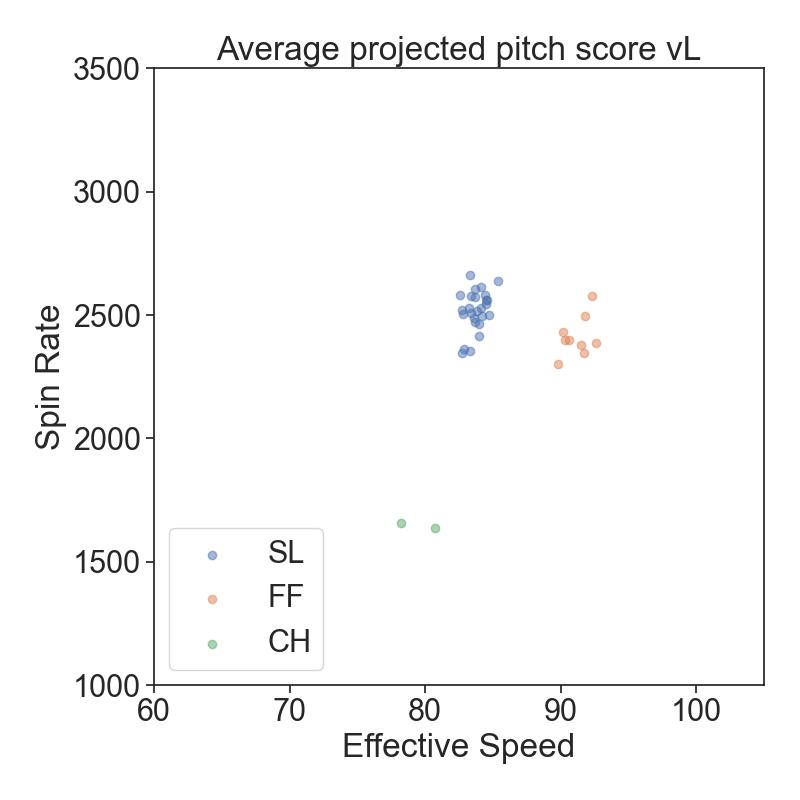 Average projected pitch score vL
3500
3000
2500
2000
1500
1000
Spin Rate
SL
FF
CH
60 70 80 90 100
Effective Speed